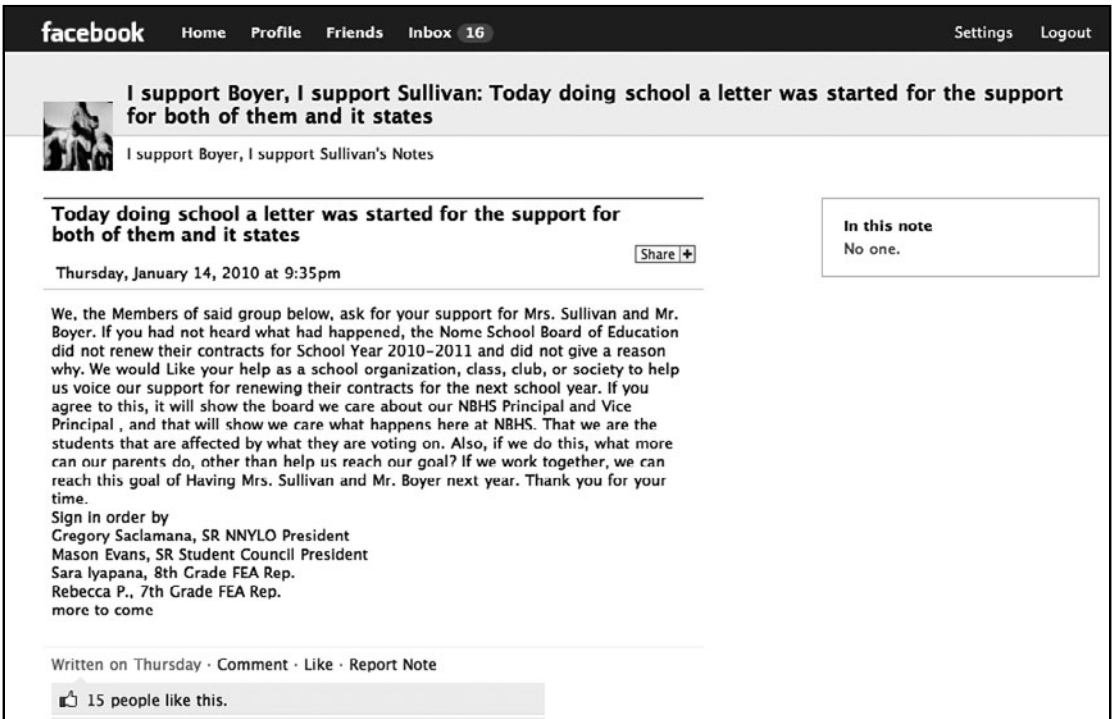 facebook Home Profile Friends Inbox 16 Settings Logout
I support Boyer, I support Sullivan: Today doing school a letter was started for the support
for both of them and it states
I support Boyer, I support Sullivan's Notes
Today doing school a letter was started for the support for
both of them and it states
Share +
Thursday, January 14, 2010 at 9:35pm
We, the Members of said group below, ask for your support for Mrs. Sullivan and Mr.
Boyer. If you had not heard what had happened, the Nome School Board of Education
did not renew their contracts for School Year 2010-2011 and did not give a reason
why. We would Like your help as a school organization, class, club, or society to help
us voice our support for renewing their contracts for the next school year. If you
agree to this, it will show the board we care about our NBHS Principal and Vice
Principal , and that will show we care what happens here at NBHS. That we are the
students that are affected by what they are voting on. Also, if we do this, what more
can our parents do, other than help us reach our goal? If we work together, we can
reach this goal of Having Mrs. Sullivan and Mr. Boyer next year. Thank you for your
time.
Sign in order by
Gregory Saclamana, SR NNYLO President
Mason Evans, SR Student Council President
Sara Iyapana, 8th Grade FEA Rep.
Rebecca P., 7th Grade FEA Rep.
more to come
Written on Thursday · Comment · Like · Report Note
15 people like this.
In this note
No one.